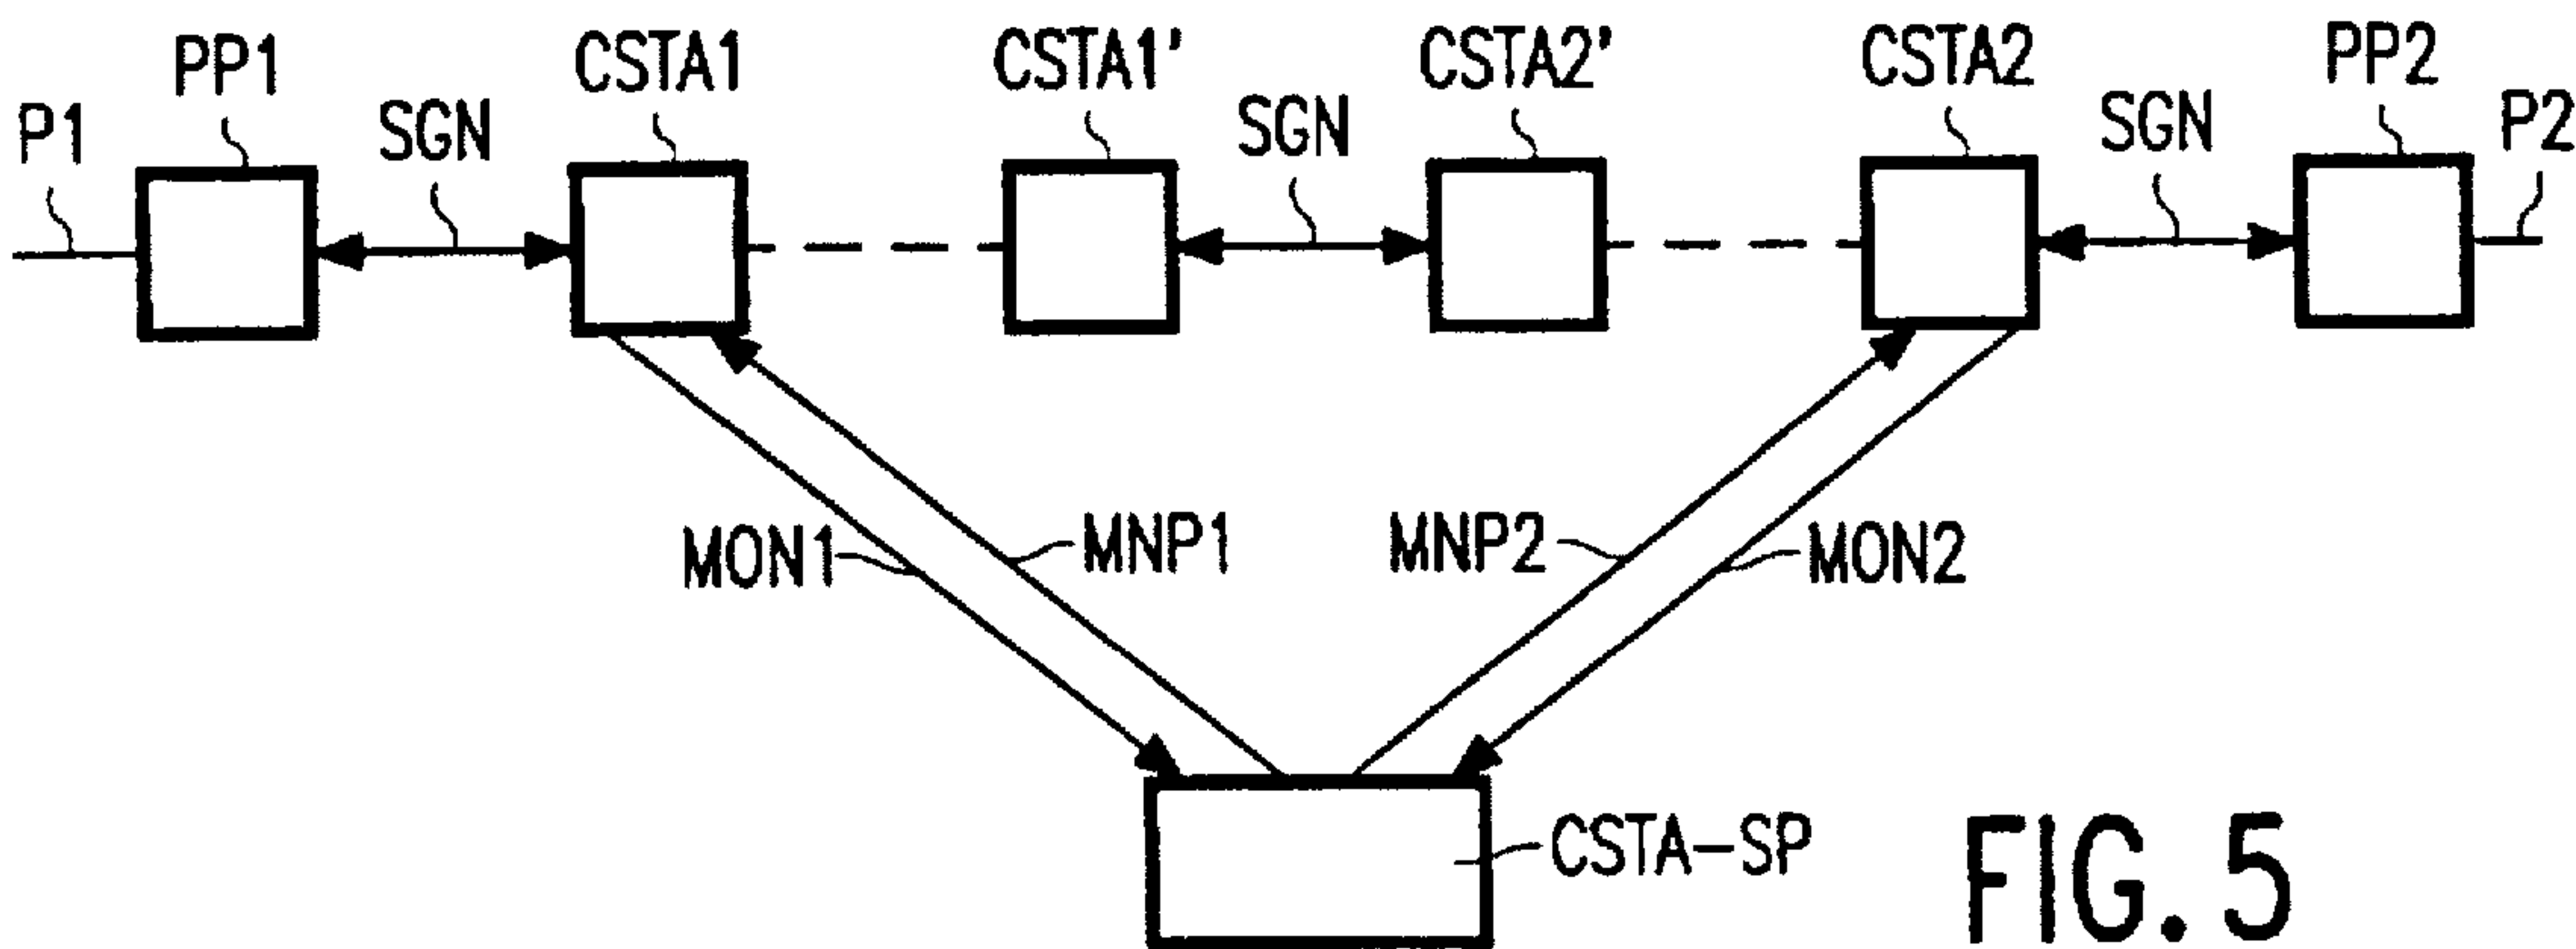 P1
PP1
SGN
CSTA1
CSTA1'
SGN
CSTA2'
CSTA2
SGN
PP2
P2
MON1
MNP1
MNP2
MON2
CSTA-SP
FIG. 5